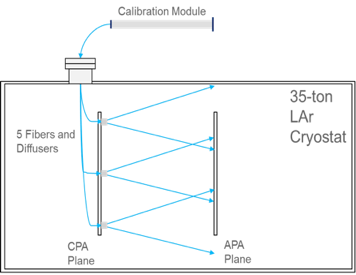 Calibration Module
35-ton
LAr
Cryostat
5 Fibers and
Diffusers
CPA
Plane
APA
Plane